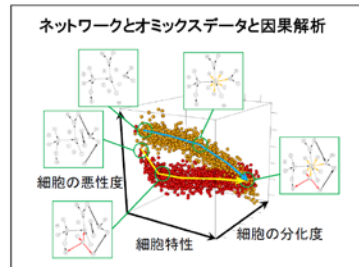 ネットワークとオミックスデータと因果解析
細胞の悪性度
細胞特性
細胞の分化度